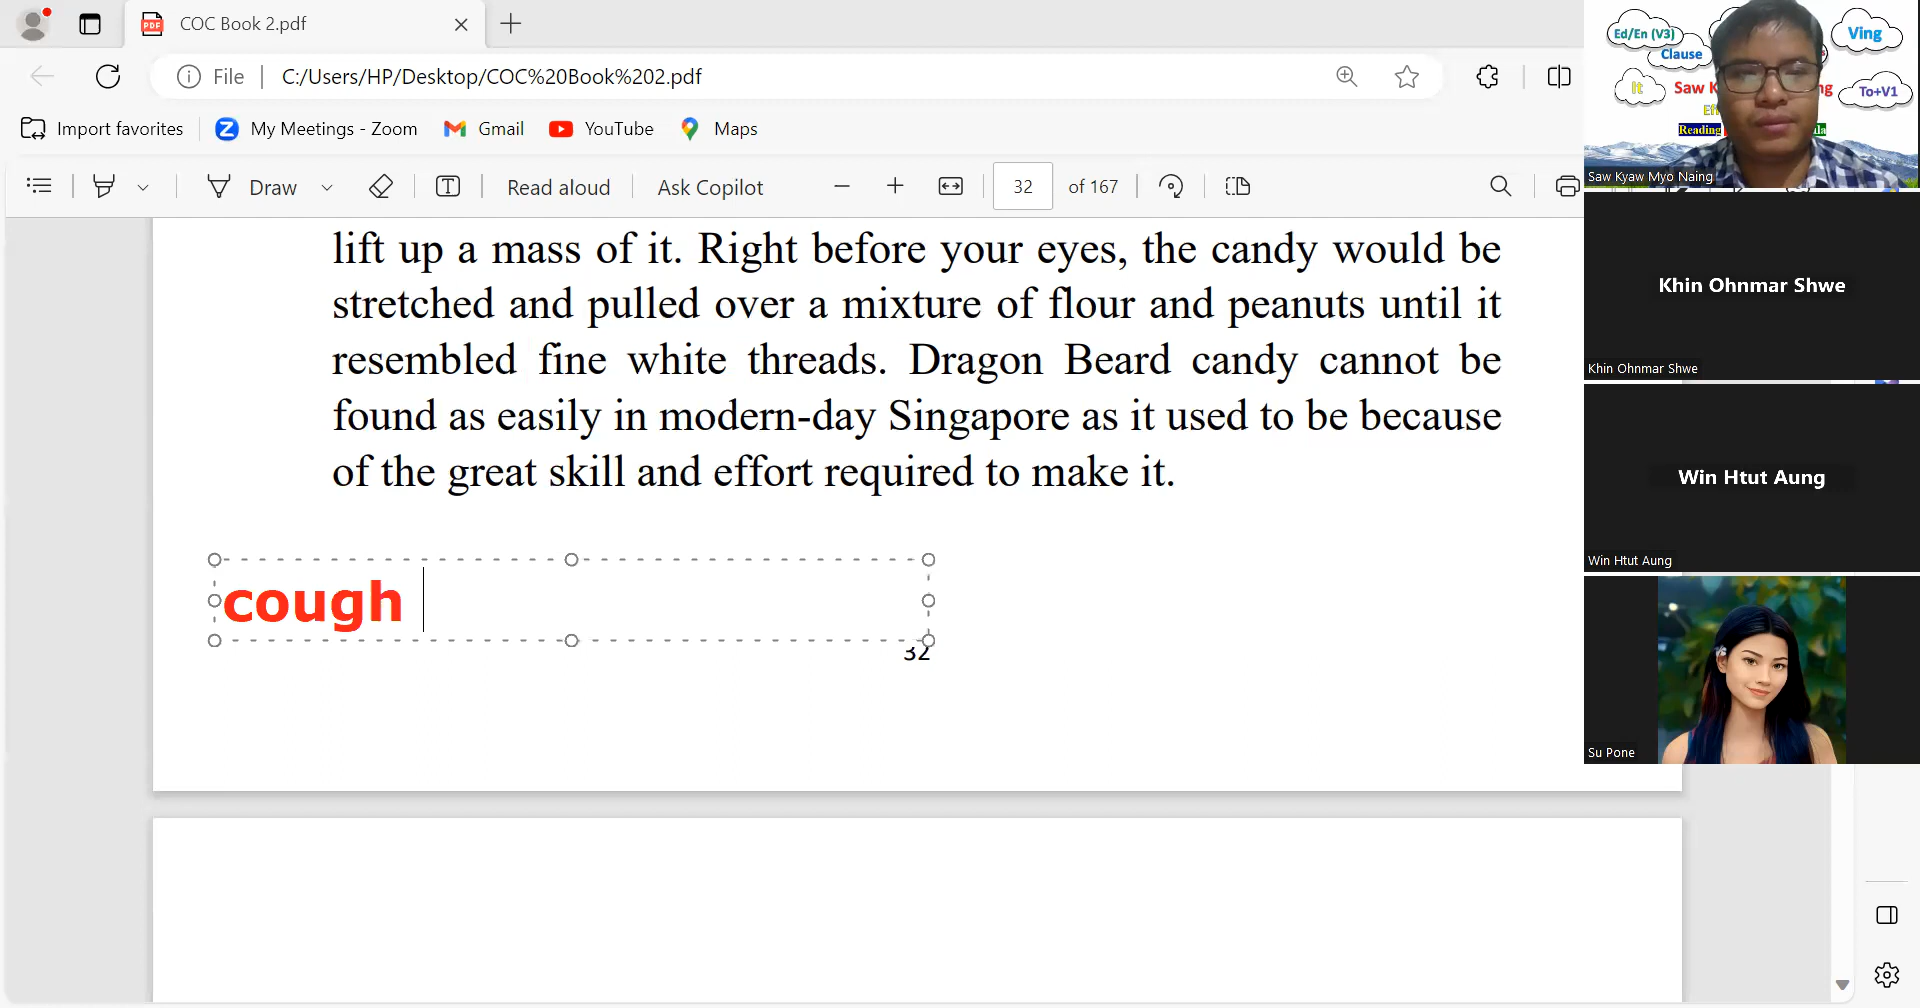 COC Book 2.pdf
File
C:/Users/HP/Desktop/COC%20Book%202.pdf
Import favorites
My Meetings - Zoom
Gmail
YouTube
Maps
Draw
Read aloud
Ask Copilot
32
of 167
lift up a mass of it. Right before your eyes, the candy would be
stretched and pulled over a mixture of flour and peanuts until it
resembled fine white threads. Dragon Beard candy cannot be
found as easily in modern-day Singapore as it used to be because
of the great skill and effort required to make it.
cough
32
Ed/En (V3)
Clause
Ving
It
Saw K
ng
To+V1
Reading
Saw Kyaw Myo Naing
Khin Ohnmar Shwe
Khin Ohnmar Shwe
Win Htut Aung
Win Htut Aung
Su Pone